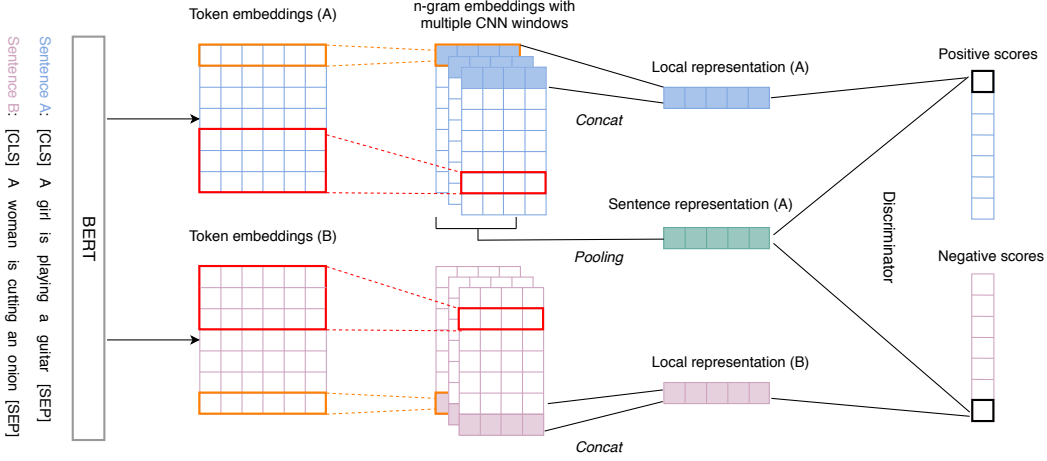 Sentence B: [CLS] A woman is cutting an onion [SEP]
Sentence A: [CLS] A girl is playing a guitar [SEP]
BERT
Token embeddings (A)
n-gram embeddings with
multiple CNN windows
Local representation (A)
Concat
Positive scores
Sentence representation (A)
Pooling
Discriminator
Token embeddings (B)
Negative scores
Local representation (B)
Concat